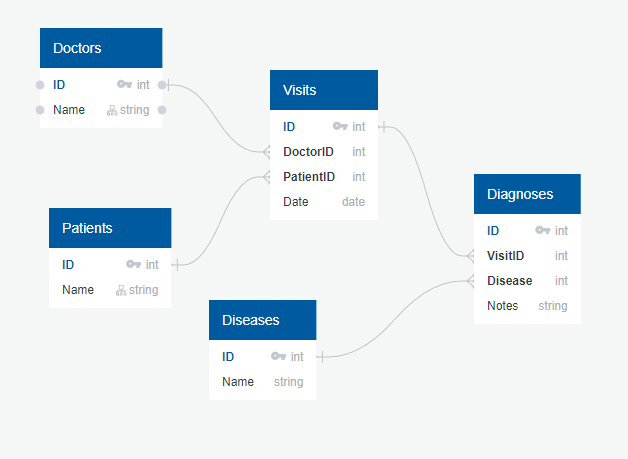 Doctors
ID int
Name string
Visits
ID int
DoctorID int
PatientID int
Date date
Diagnoses
ID int
VisitID int
Disease int
Notes string
Patients
ID int
Name string
Diseases
ID int
Name string